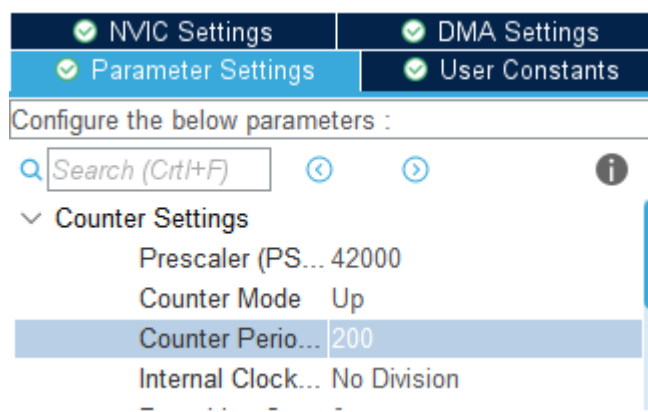 NVIC Settings DMA Settings
Parameter Settings User Constants
Configure the below parameters :
Search (Crtl+F)
Counter Settings
Prescaler (PS... 42000
Counter Mode Up
Counter Perio... 200
Internal Clock... No Division